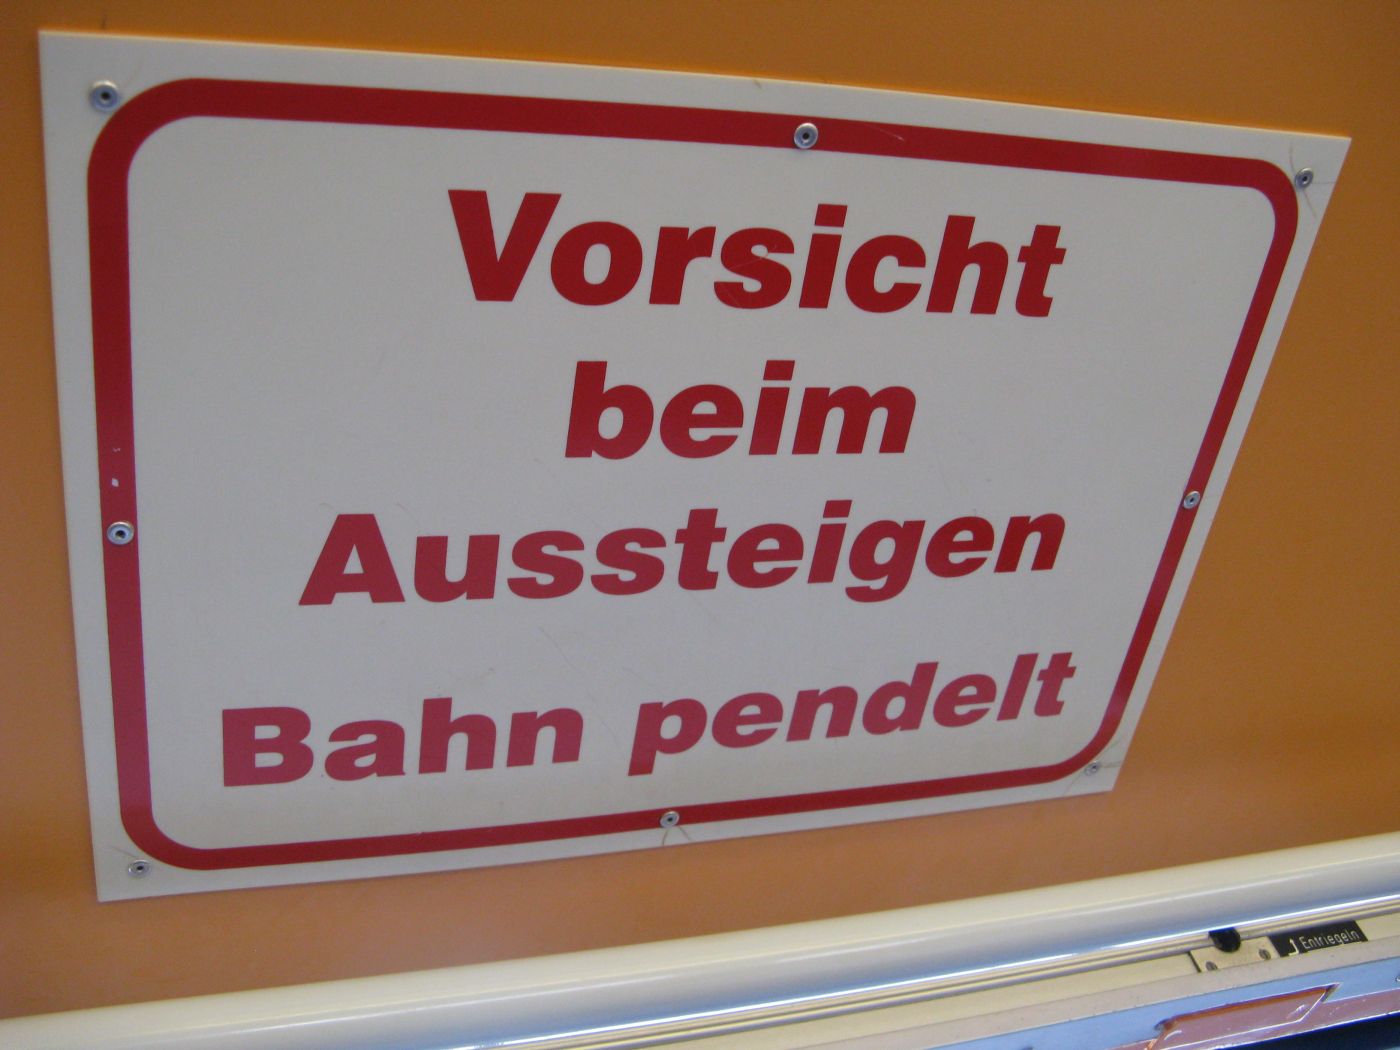 Vorsicht
beim
Aussteigen
Bahn pendelt
Entriegeln